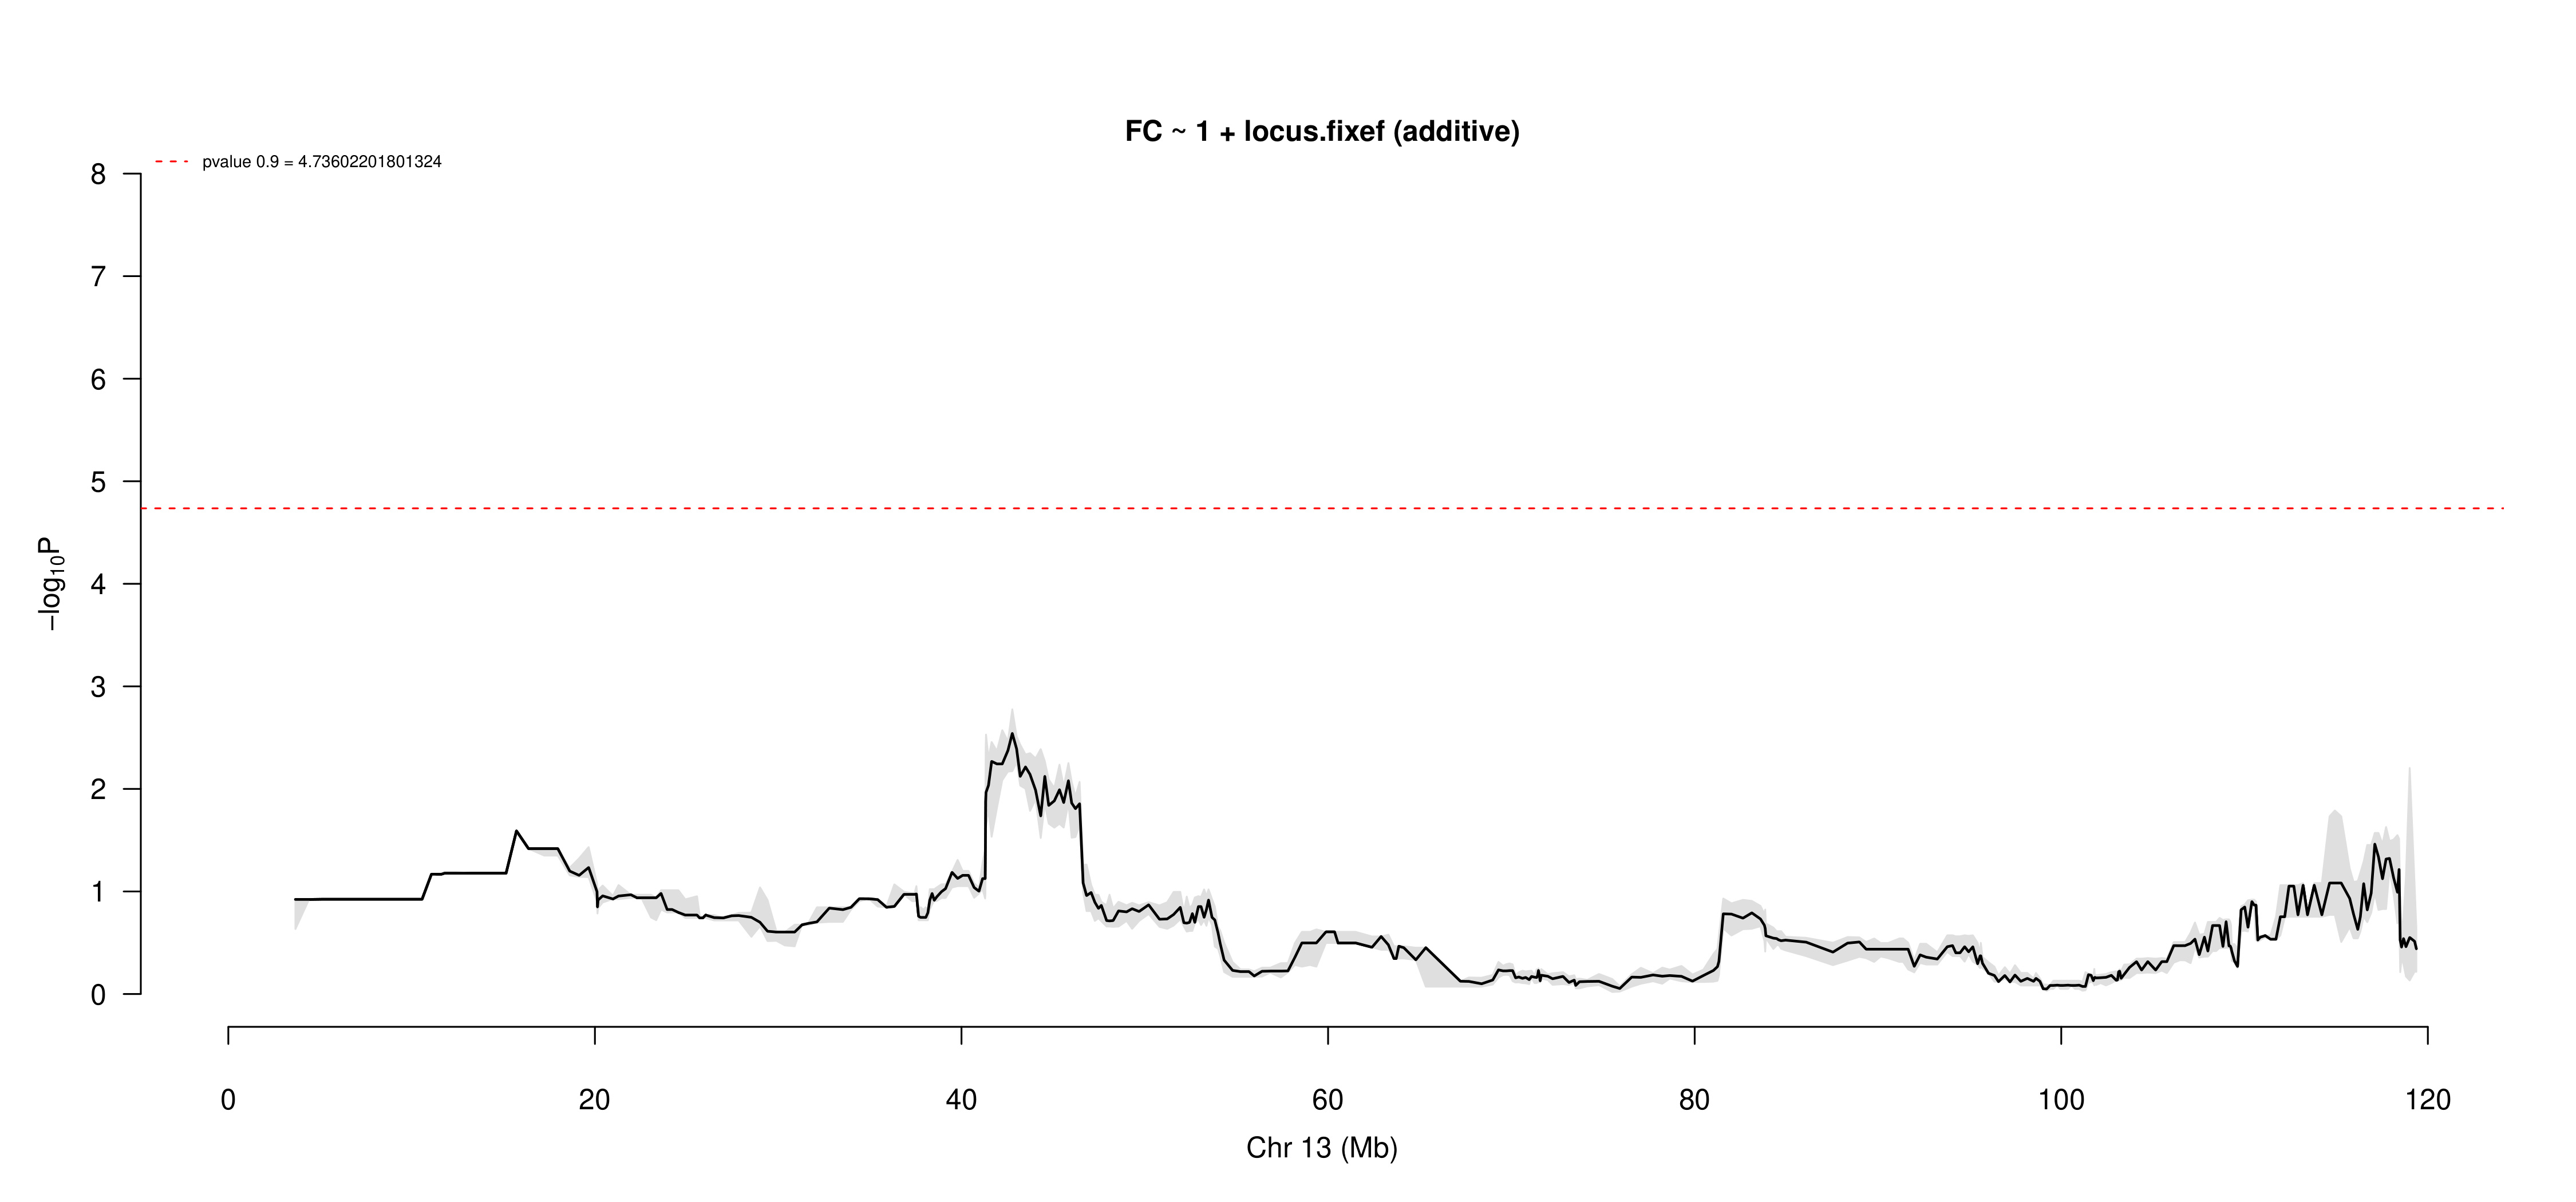 FC ~ 1 + locus.fixef (additive)
pvalue 0.9 = 4.73602201801324
8
7
6
5
4
3
2
1
0
−log10P
0 20 40 60 80 100 120
Chr 13 (Mb)